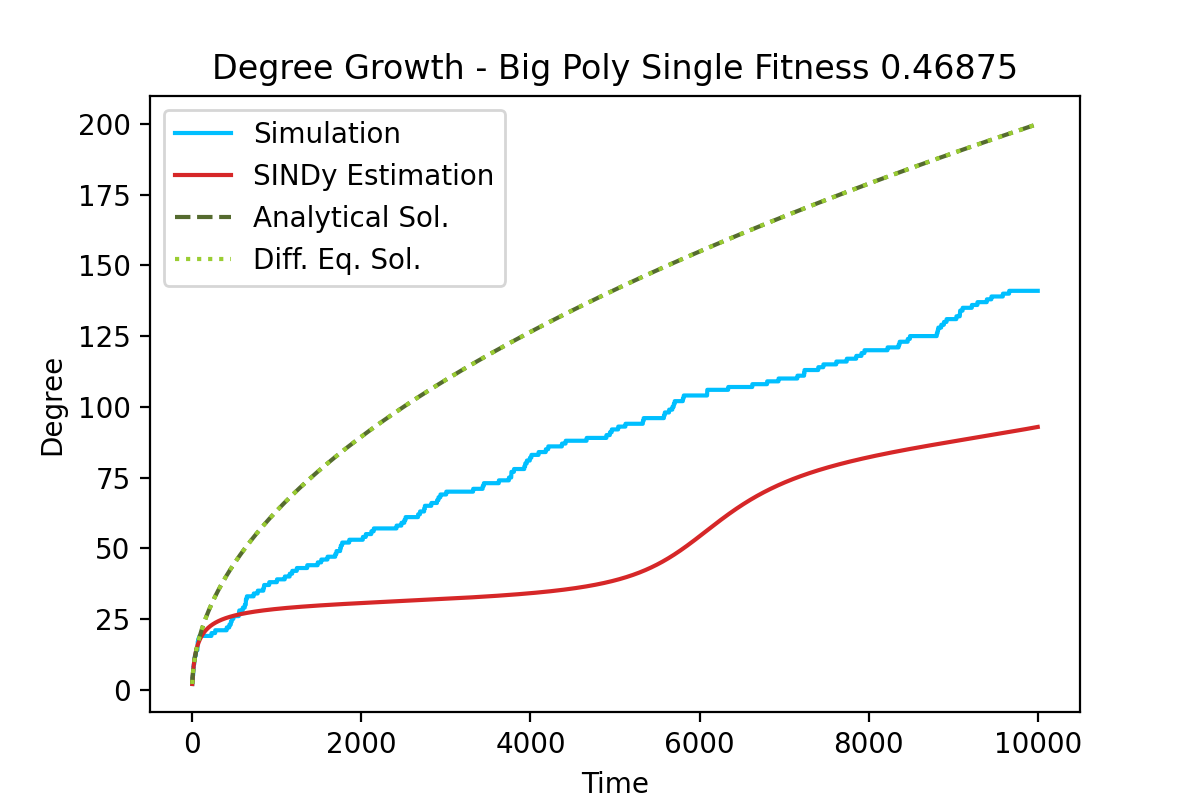 Degree Growth - Big Poly Single Fitness 0.46875
Simulation
SINDy Estimation
Analytical Sol.
Diff. Eq. Sol.
200
175
150
125
100
75
50
25
0
Degree
0 2000 4000 6000 8000 10000
Time